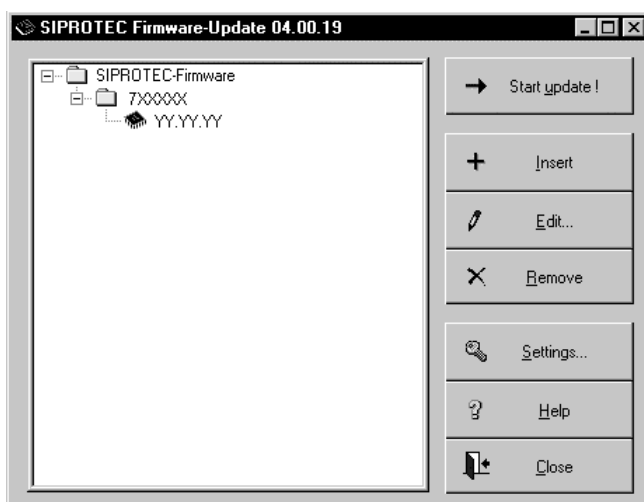 SIPROTEC Firmware-Update 04.00.19
SIPROTEC-Firmware
7XXXXX
YY.YY.YY
Start update !
Insert
Edit...
Remove
Settings...
Help
Close